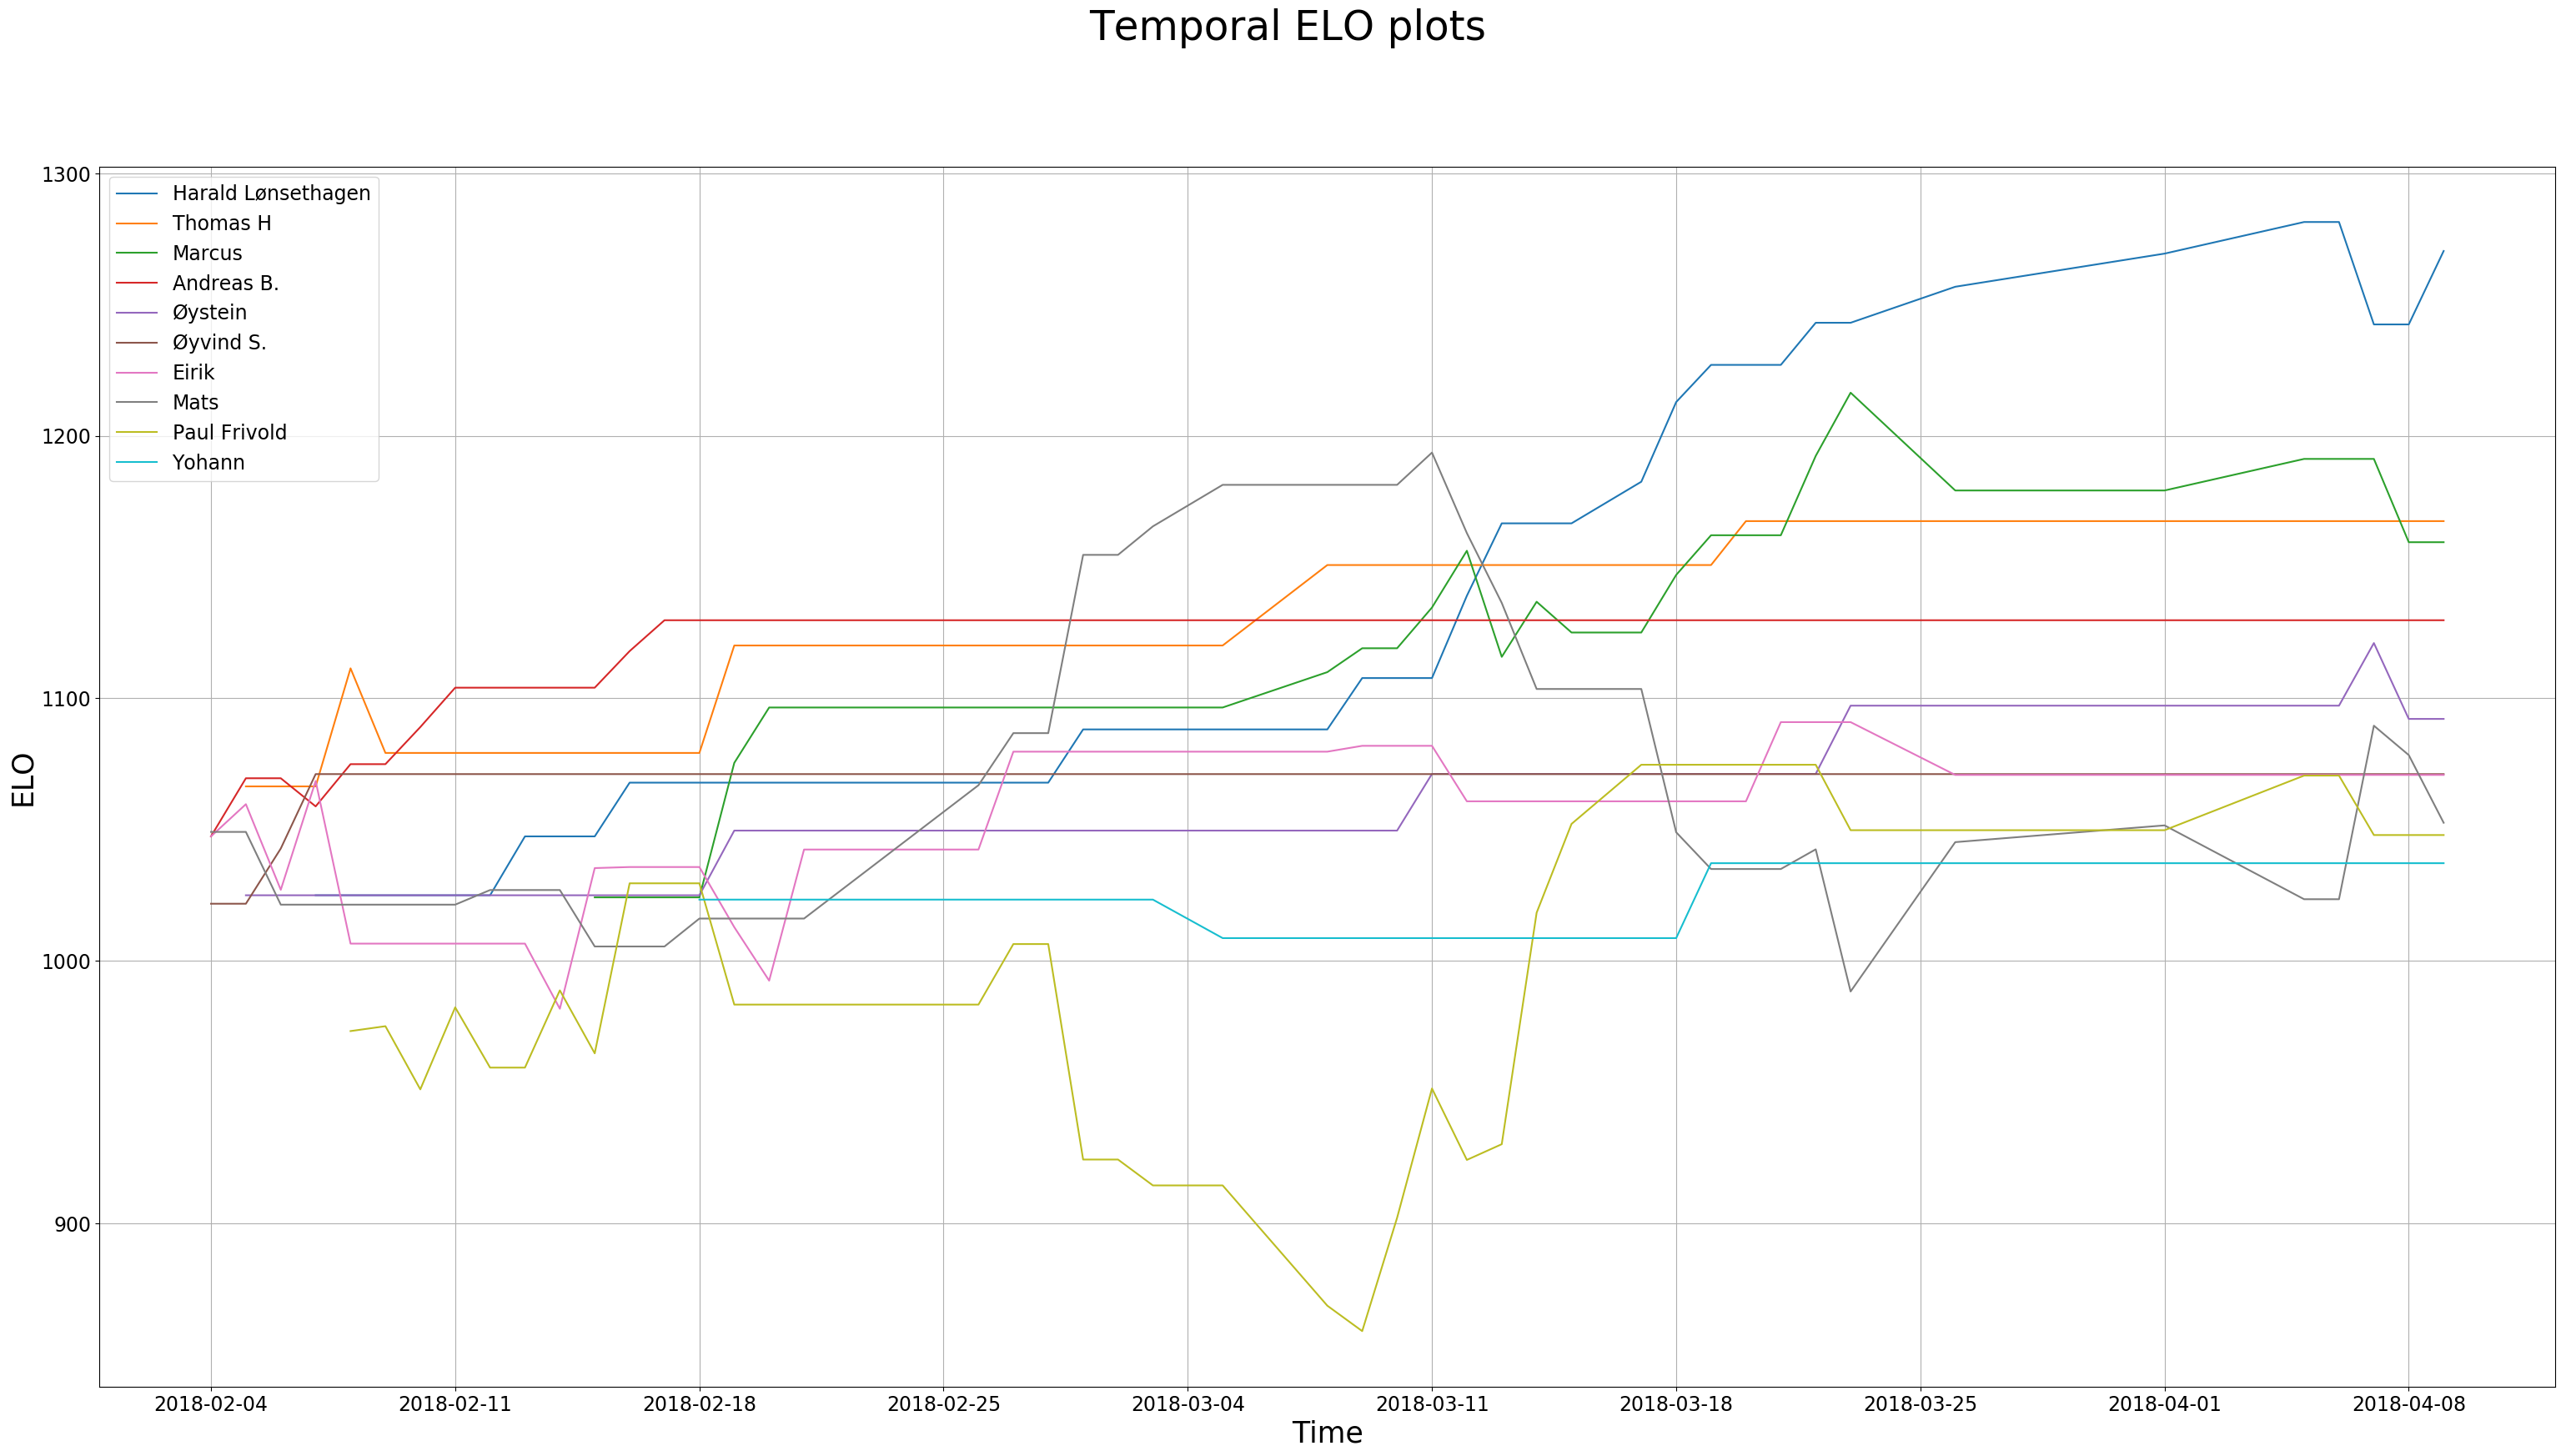 Temporal ELO plots
1300
1200
1100
1000
900
ELO
Harald Lønsethagen
Thomas H
Marcus
Andreas B.
Øystein
Øyvind S.
Eirik
Mats
Paul Frivold
Yohann
2018-02-04
2018-02-11
2018-02-18
2018-02-25
2018-03-04
2018-03-11
2018-03-18
2018-03-25
2018-04-01
2018-04-08
Time